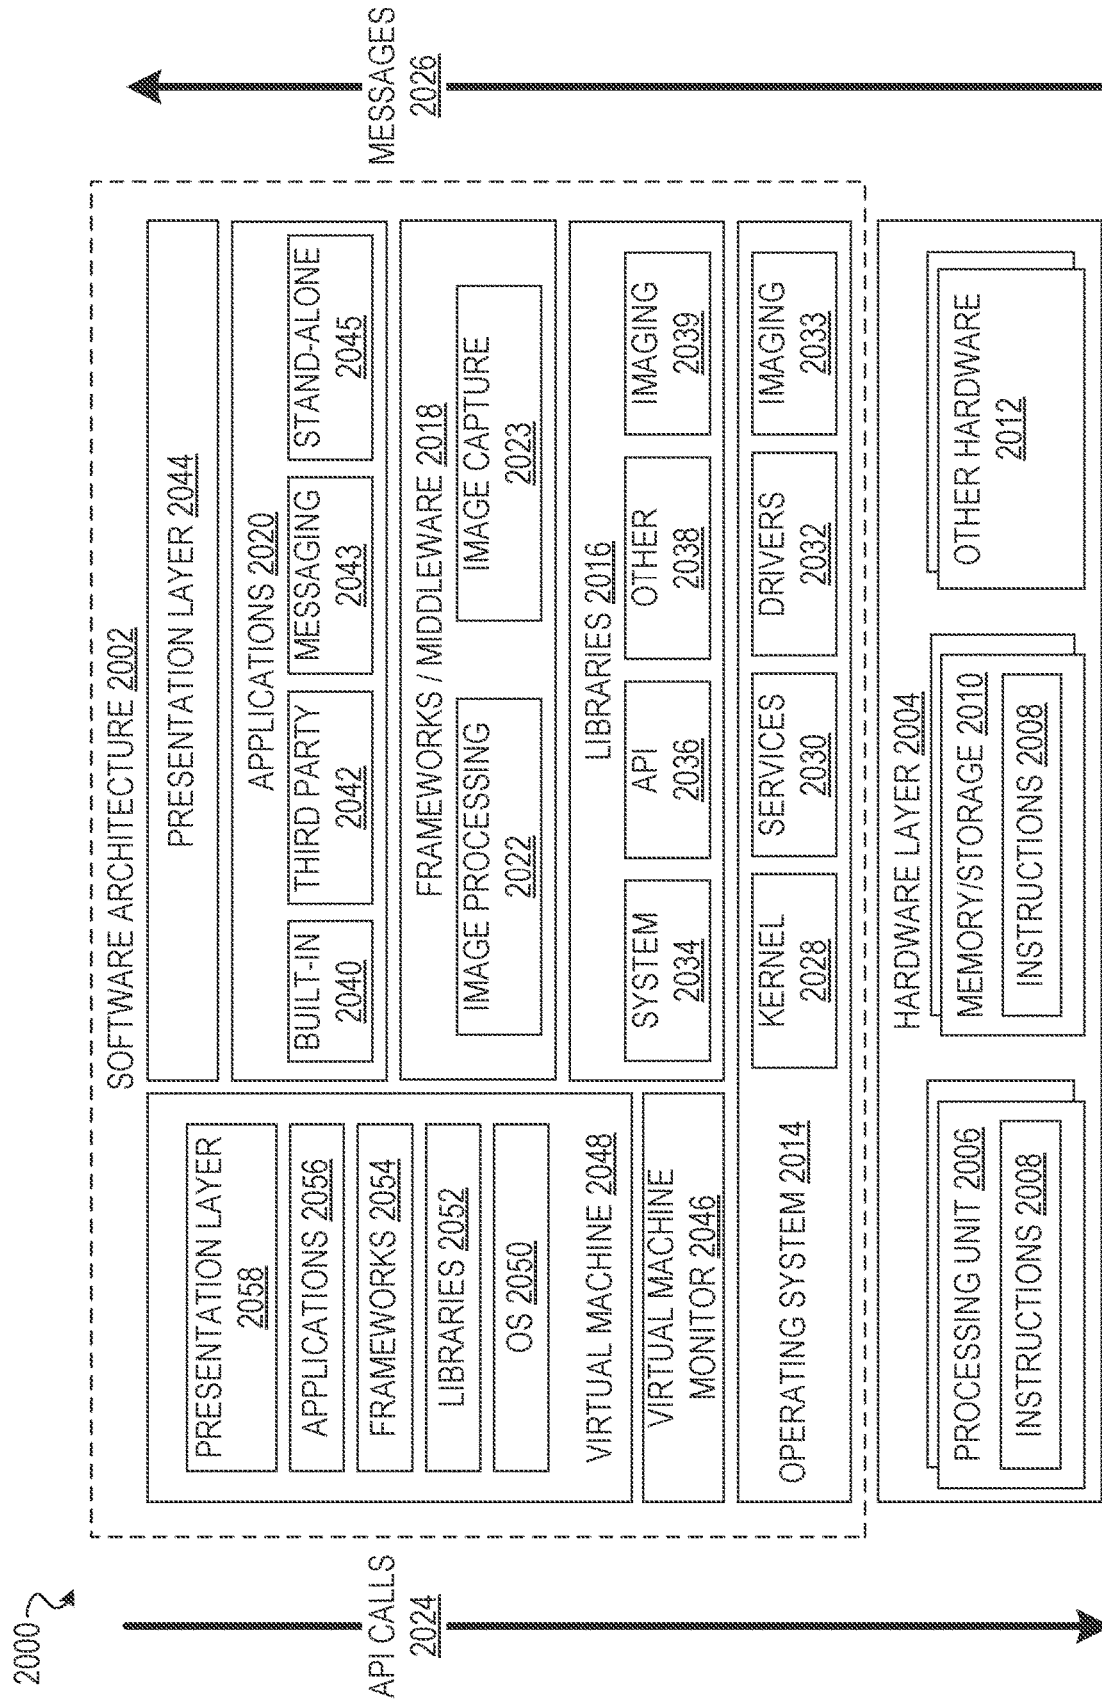 2000
SOFTWARE ARCHITECTURE 2002
PRESENTATION LAYER 2044
APPLICATIONS 2020
BUILT-IN
2040
THIRD PARTY
2042
MESSAGING
2043
STAND-ALONE
2045
FRAMEWORKS / MIDDLEWARE 2018
IMAGE PROCESSING
2022
IMAGE CAPTURE
2023
LIBRARIES 2016
SYSTEM
2034
API
2036
OTHER
2038
IMAGING
2039
PRESENTATION LAYER
2058
APPLICATIONS 2056
FRAMEWORKS 2054
LIBRARIES 2052
OS 2050
VIRTUAL MACHINE 2048
VIRTUAL MACHINE
MONITOR 2046
OPERATING SYSTEM 2014
KERNEL
2028
SERVICES
2030
DRIVERS
2032
IMAGING
2033
HARDWARE LAYER 2004
PROCESSING UNIT 2006
INSTRUCTIONS 2008
MEMORY/STORAGE 2010
INSTRUCTIONS 2008
OTHER HARDWARE
2012
API CALLS
2024
MESSAGES
2026